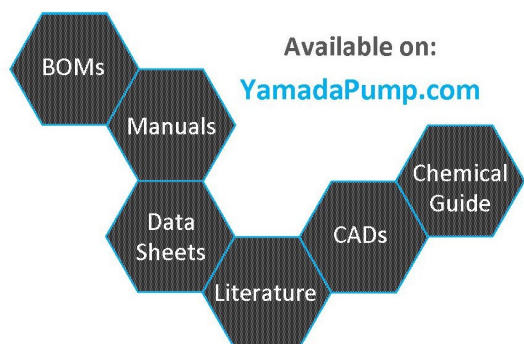 Available on:
YamadaPump.com
BOMs
Manuals
Data
Sheets
Literature
CADs
Chemical
Guide